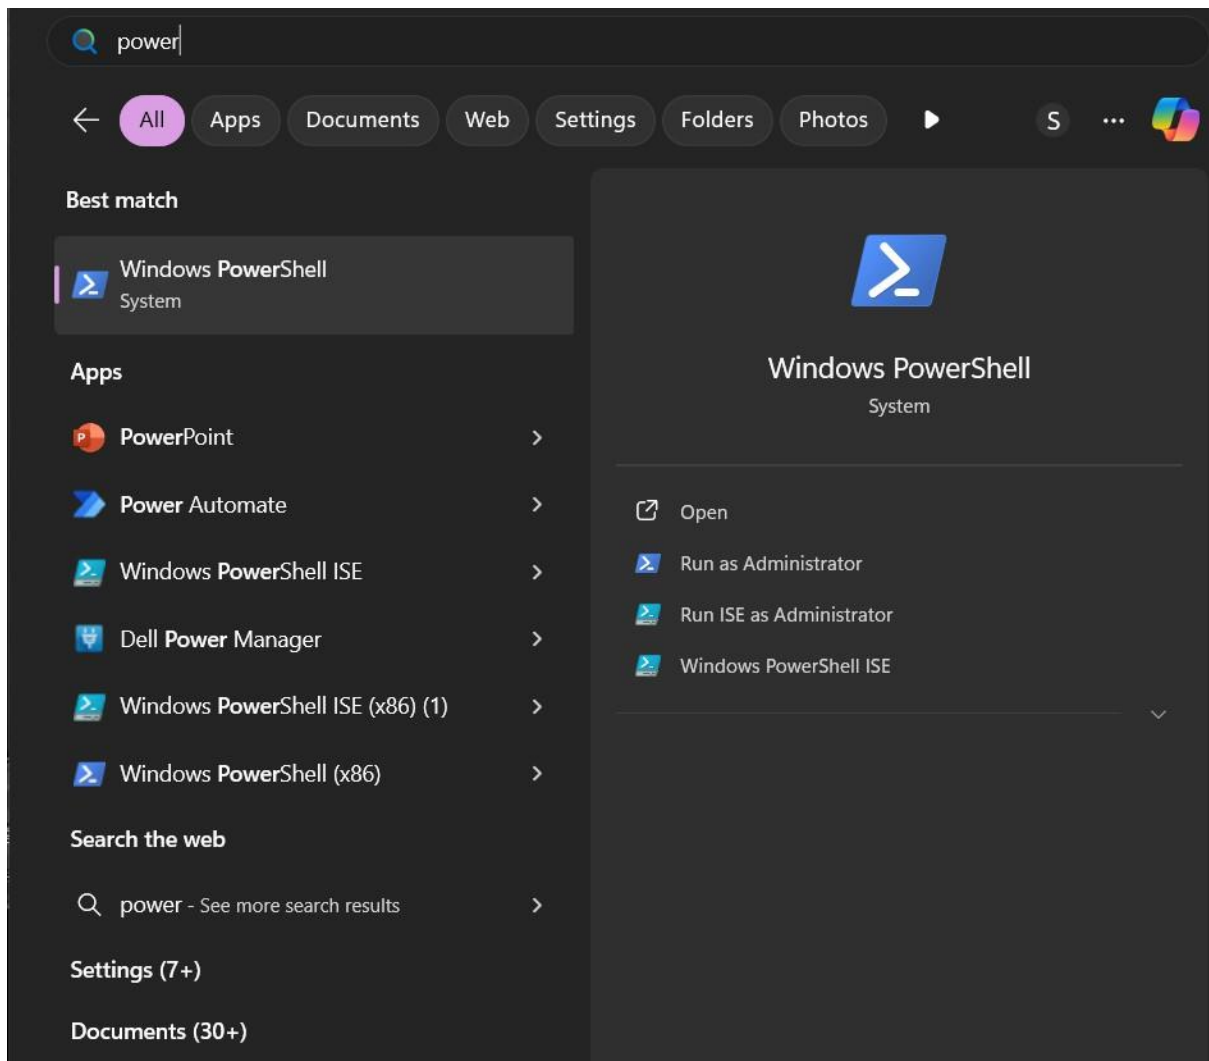 power
All
Apps
Documents
Web
Settings
Folders
Photos
S
Best match
Windows PowerShell
System
Apps
PowerPoint
Power Automate
Windows PowerShell ISE
Dell Power Manager
Windows PowerShell ISE (x86) (1)
Windows PowerShell (x86)
Search the web
power - See more search results
Settings (7+)
Documents (30+)
Windows PowerShell
System
Open
Run as Administrator
Run ISE as Administrator
Windows PowerShell ISE